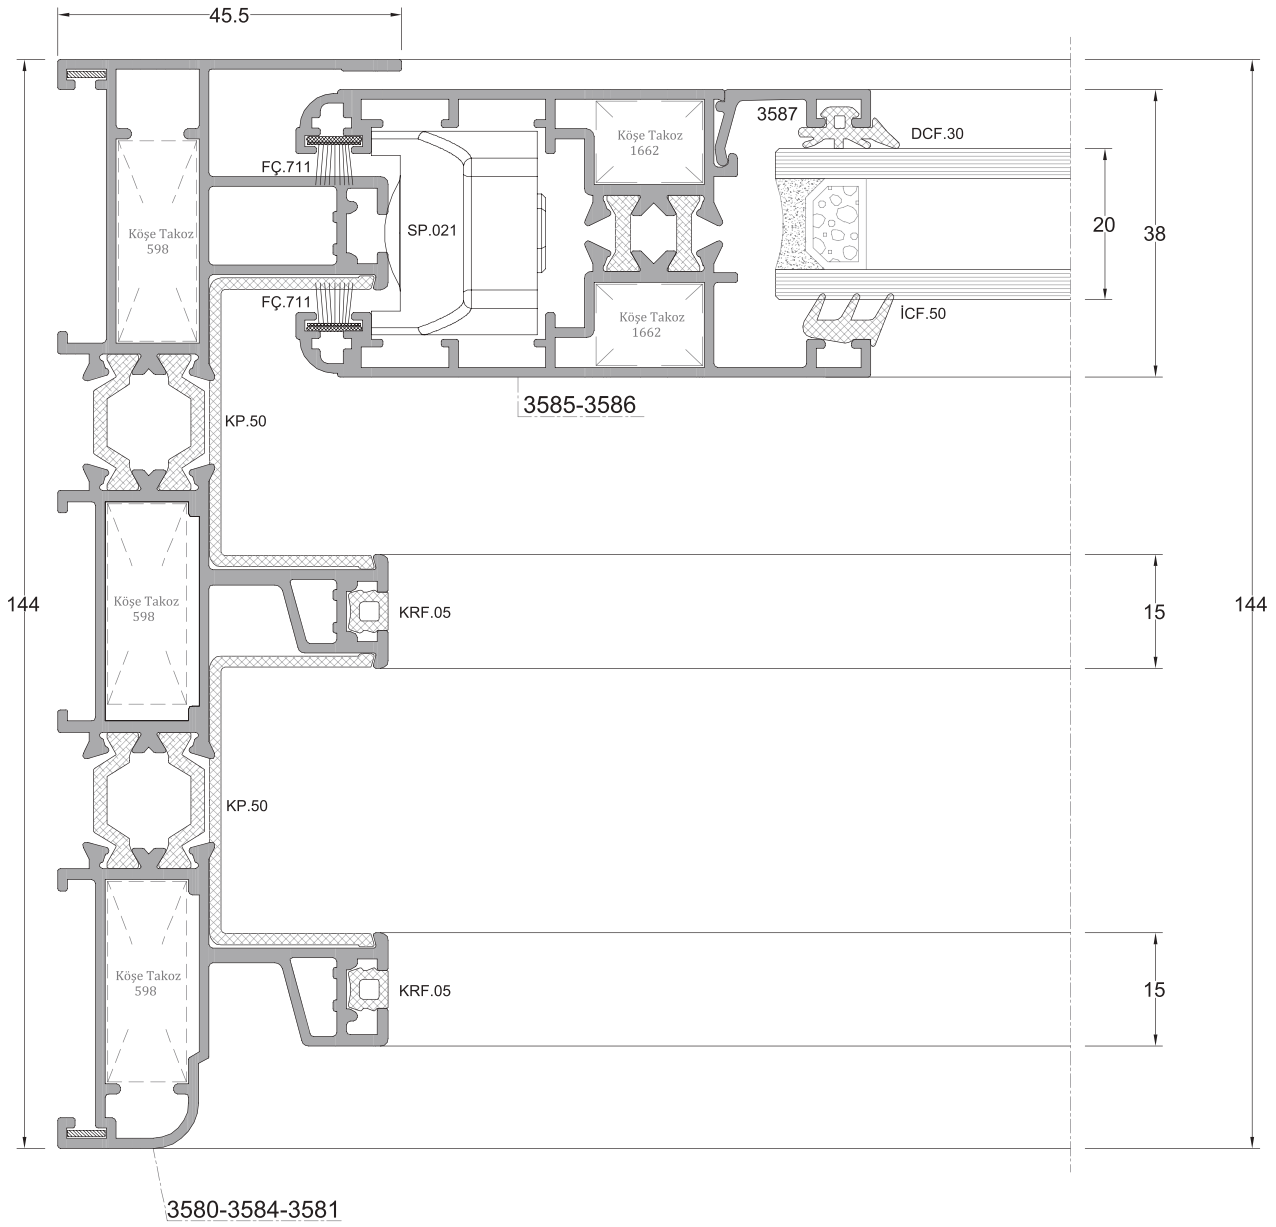 45.5
3587
DCF.30
Köşe Takoz
1662
FÇ.711
Köşe Takoz
598
SP.021
20
38
FÇ.711
İCF.50
Köşe Takoz
1662
3585-3586
KP.50
144
Köşe Takoz
598
KRF.05
15
144
KP.50
Köşe Takoz
598
KRF.05
15
3580-3584-3581